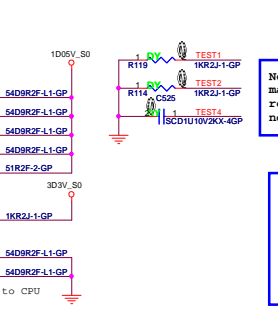 1D05V_S0
1 DY TEST1
R119 1KR2J-1-GP
1 DY TEST2
54D9R2F-L1-GP R114 1KR2J-1-GP
C525
54D9R2F-L1-GP 1 TEST4
SCD1U10V2KX-4GP
54D9R2F-L1-GP
54D9R2F-L1-GP
51R2F-2-GP
3D3V_S0
1KR2J-1-GP
54D9R2F-L1-GP
54D9R2F-L1-GP
to CPU